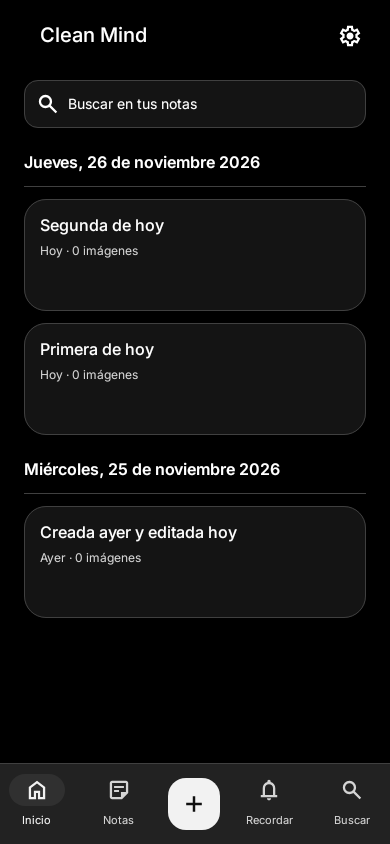 Clean Mind
Buscar en tus notas
Jueves, 26 de noviembre 2026
Segunda de hoy
Hoy · 0 imágenes
Primera de hoy
Hoy · 0 imágenes
Miércoles, 25 de noviembre 2026
Creada ayer y editada hoy
Ayer · 0 imágenes
Inicio
Notas
Recordar
Buscar